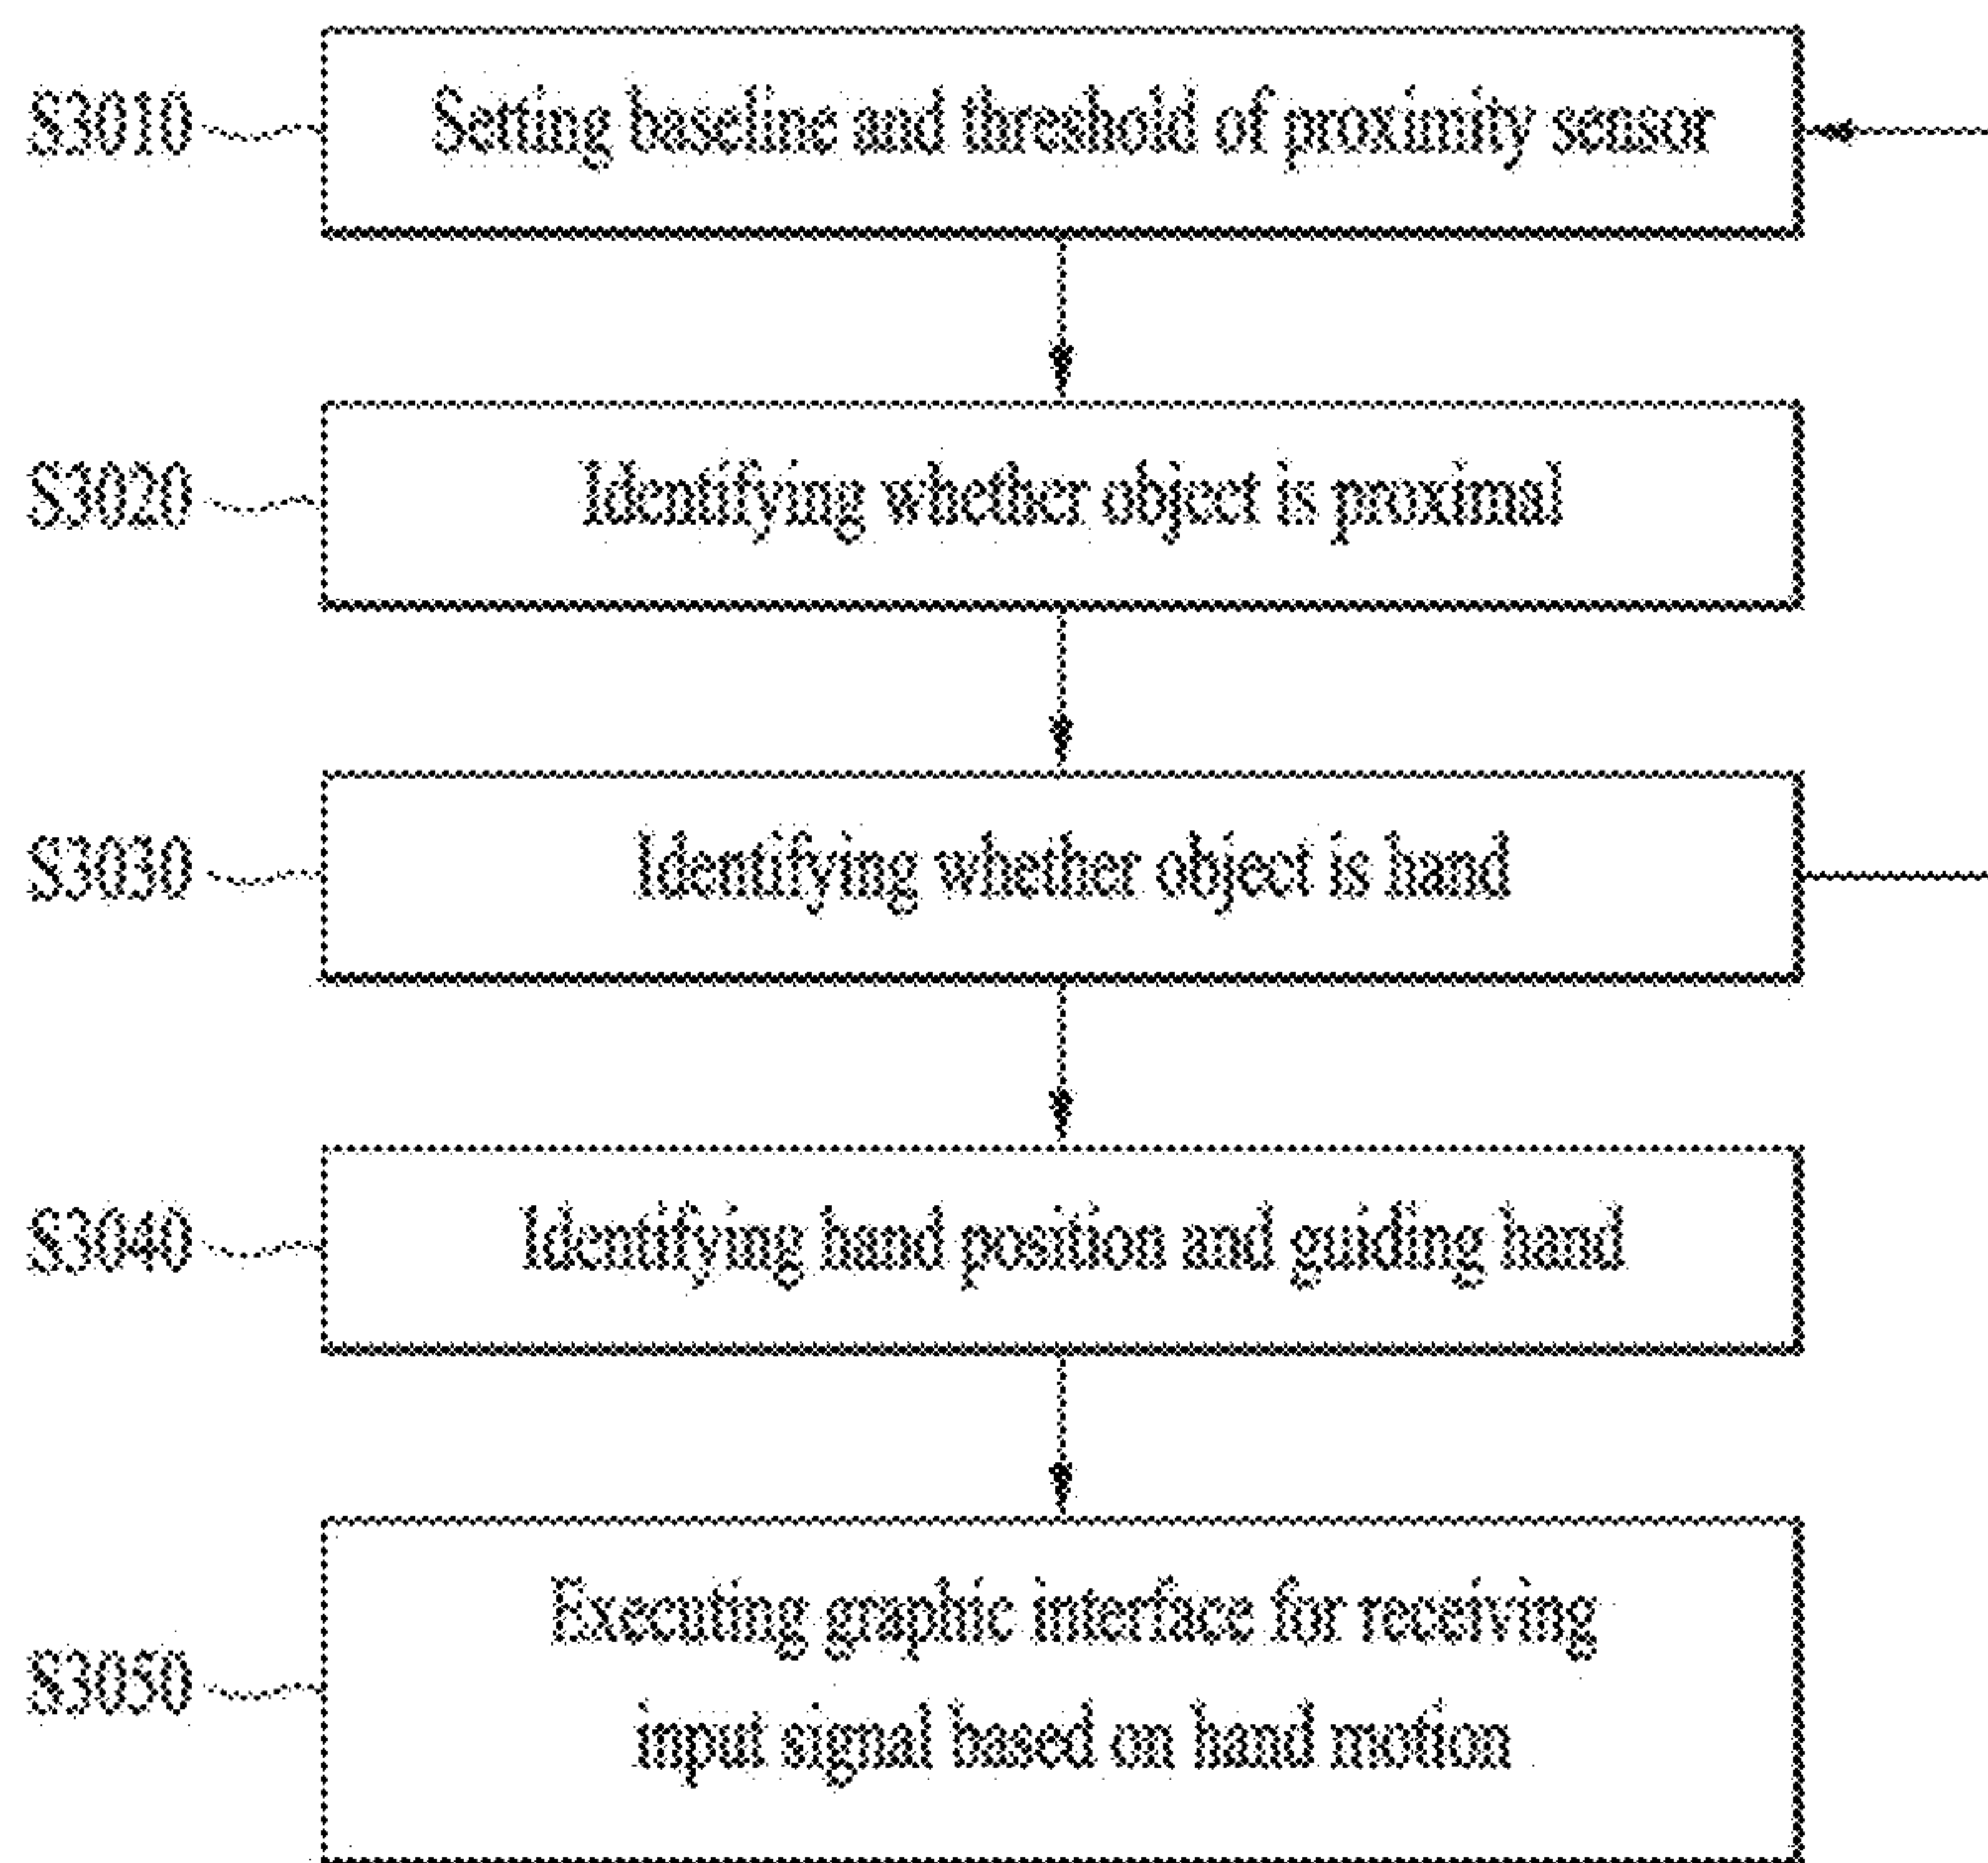 S3010
Setting baseline and threshold of proximity sensor
S3020
Identifying whether object is proximal
S3030
Identifying whether object is hand
S3040
Identifying hand position and guiding hand
S3050
Executing graphic interface for receiving
input signal based on hand motion